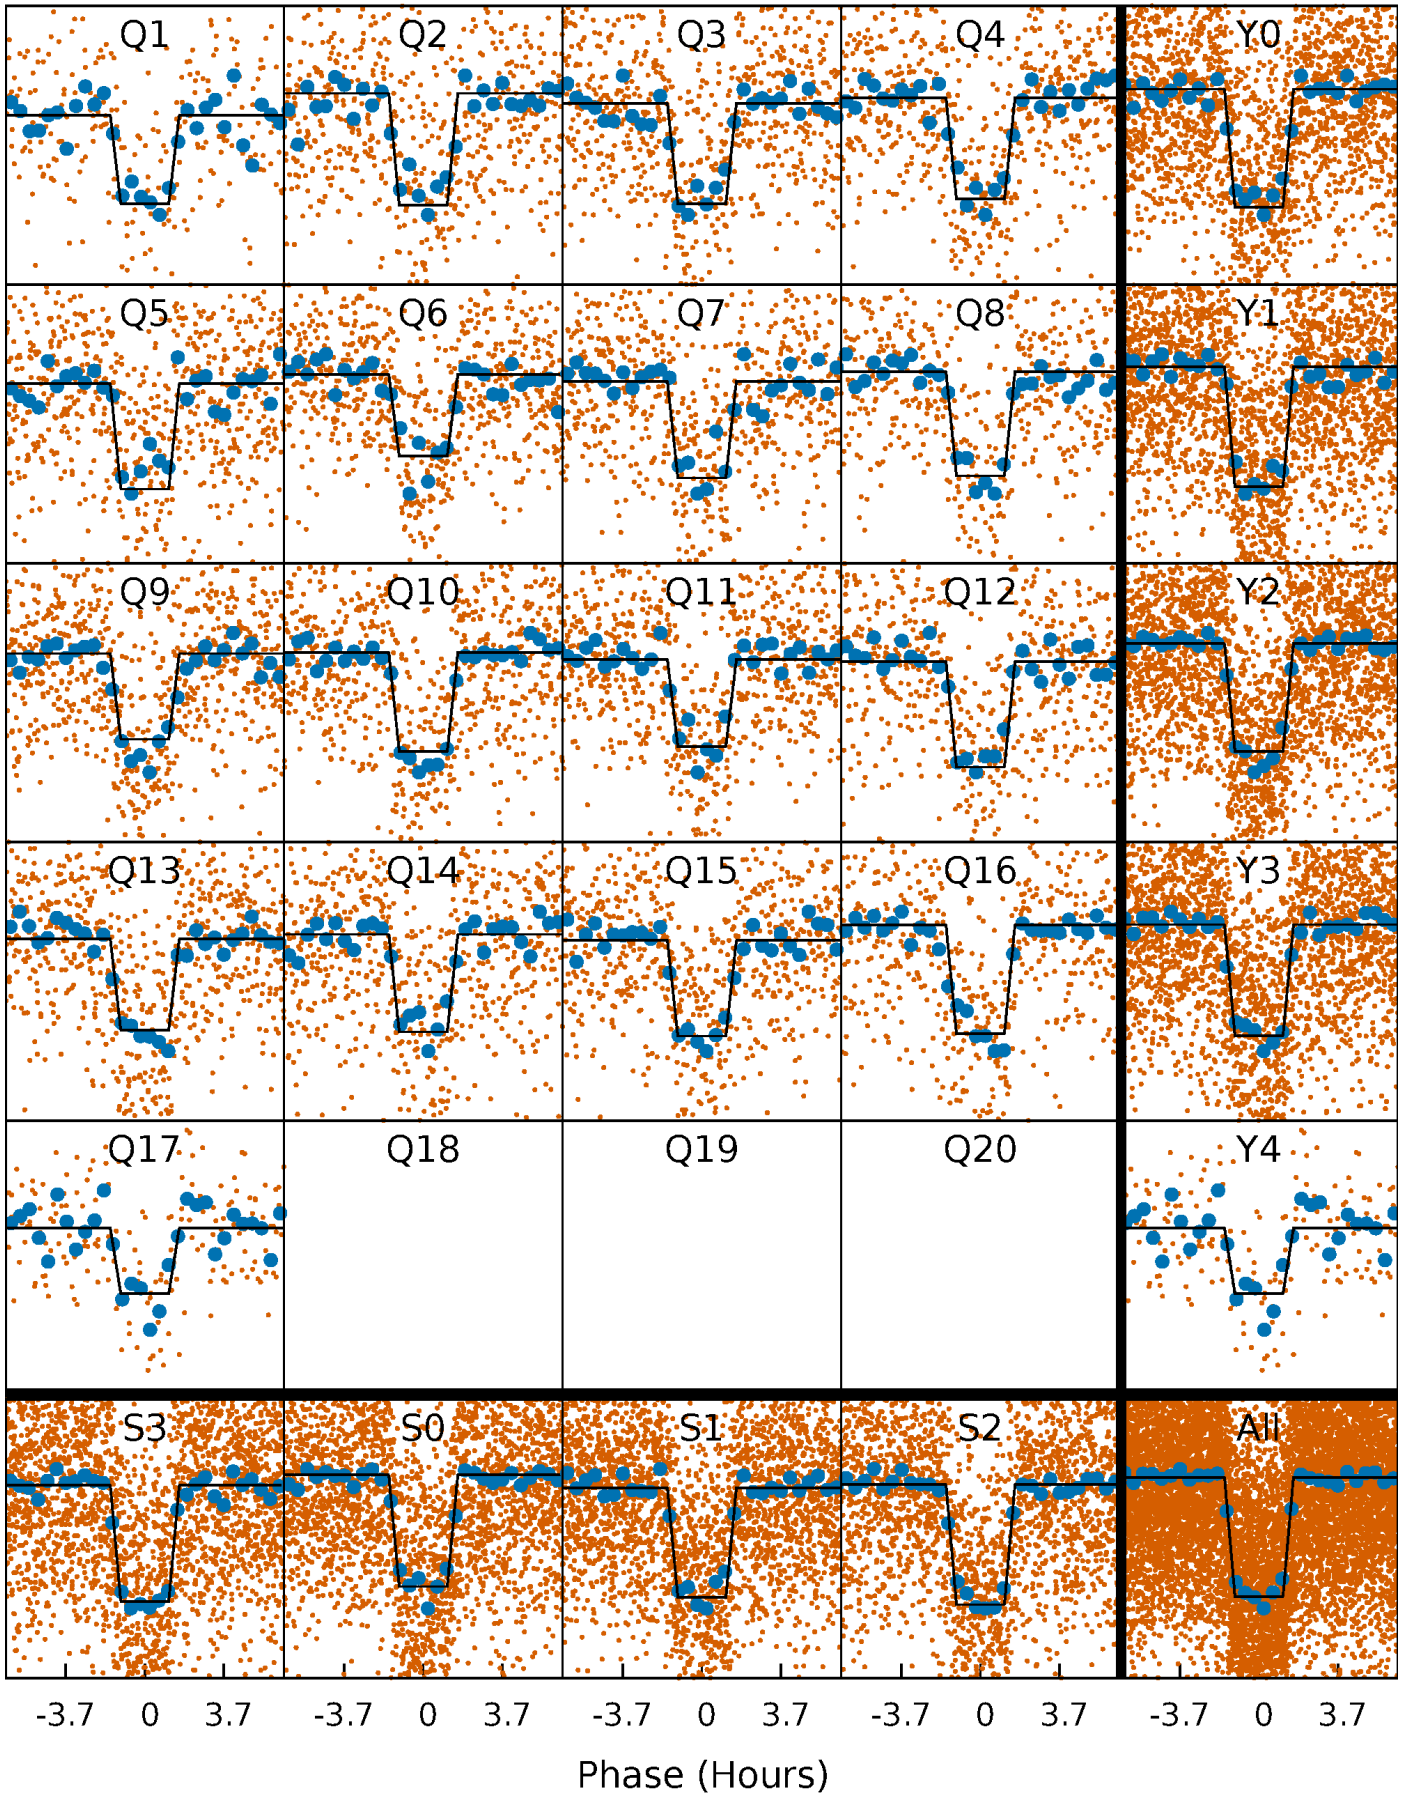 Q1 Q2 Q3 Q4 Y0
Q5 Q6 Q7 Q8 Y1
Q9 Q10 Q11 Q12 Y2
Q13 Q14 Q15 Q16 Y3
Q17 Q18 Q19 Q20 Y4
S3 S0 S1 S2 All
-3.7 0 3.7 -3.7 0 3.7 -3.7 0 3.7 -3.7 0 3.7 -3.7 0 3.7
Phase (Hours)